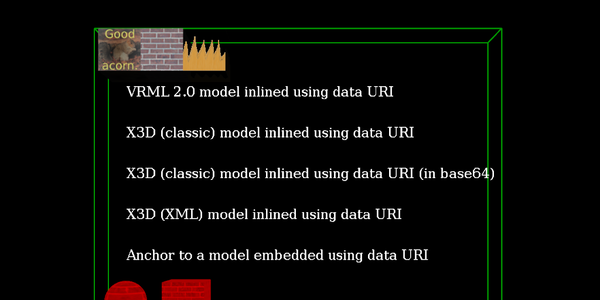 Good
acorn.
VRML 2.0 model inlined using data URI
X3D (classic) model inlined using data URI
X3D (classic) model inlined using data URI (in base64)
X3D (XML) model inlined using data URI
Anchor to a model embedded using data URI